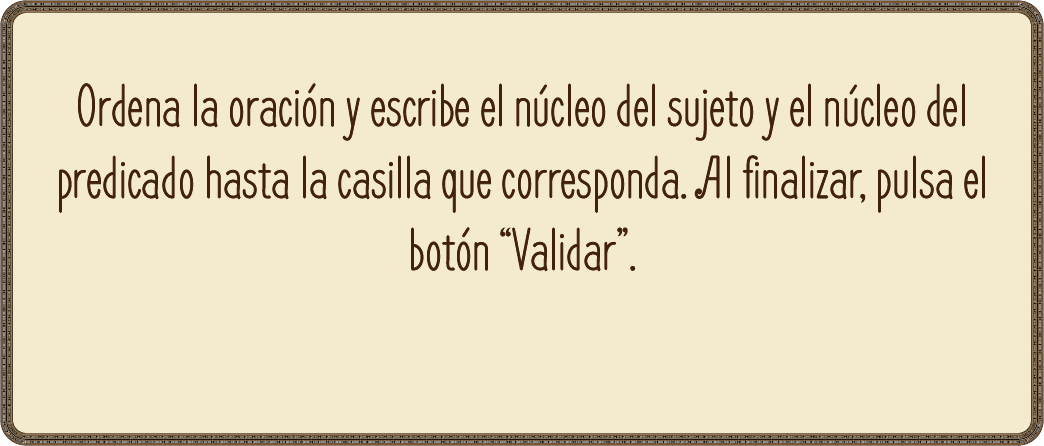 Ordena la oración y escribe el núcleo del sujeto y el núcleo del
predicado hasta la casilla que corresponda. Al finalizar, pulsa el
botón “Validar”.